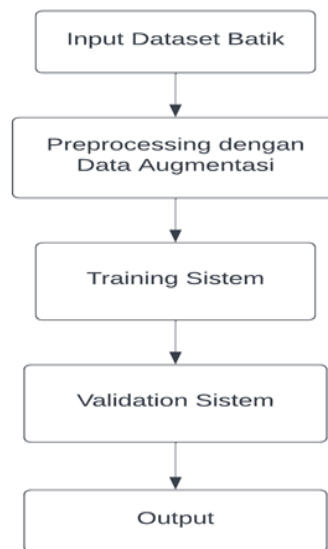 Input Dataset Batik
Preprocessing dengan
Data Augmentasi
Training Sistem
Validation Sistem
Output